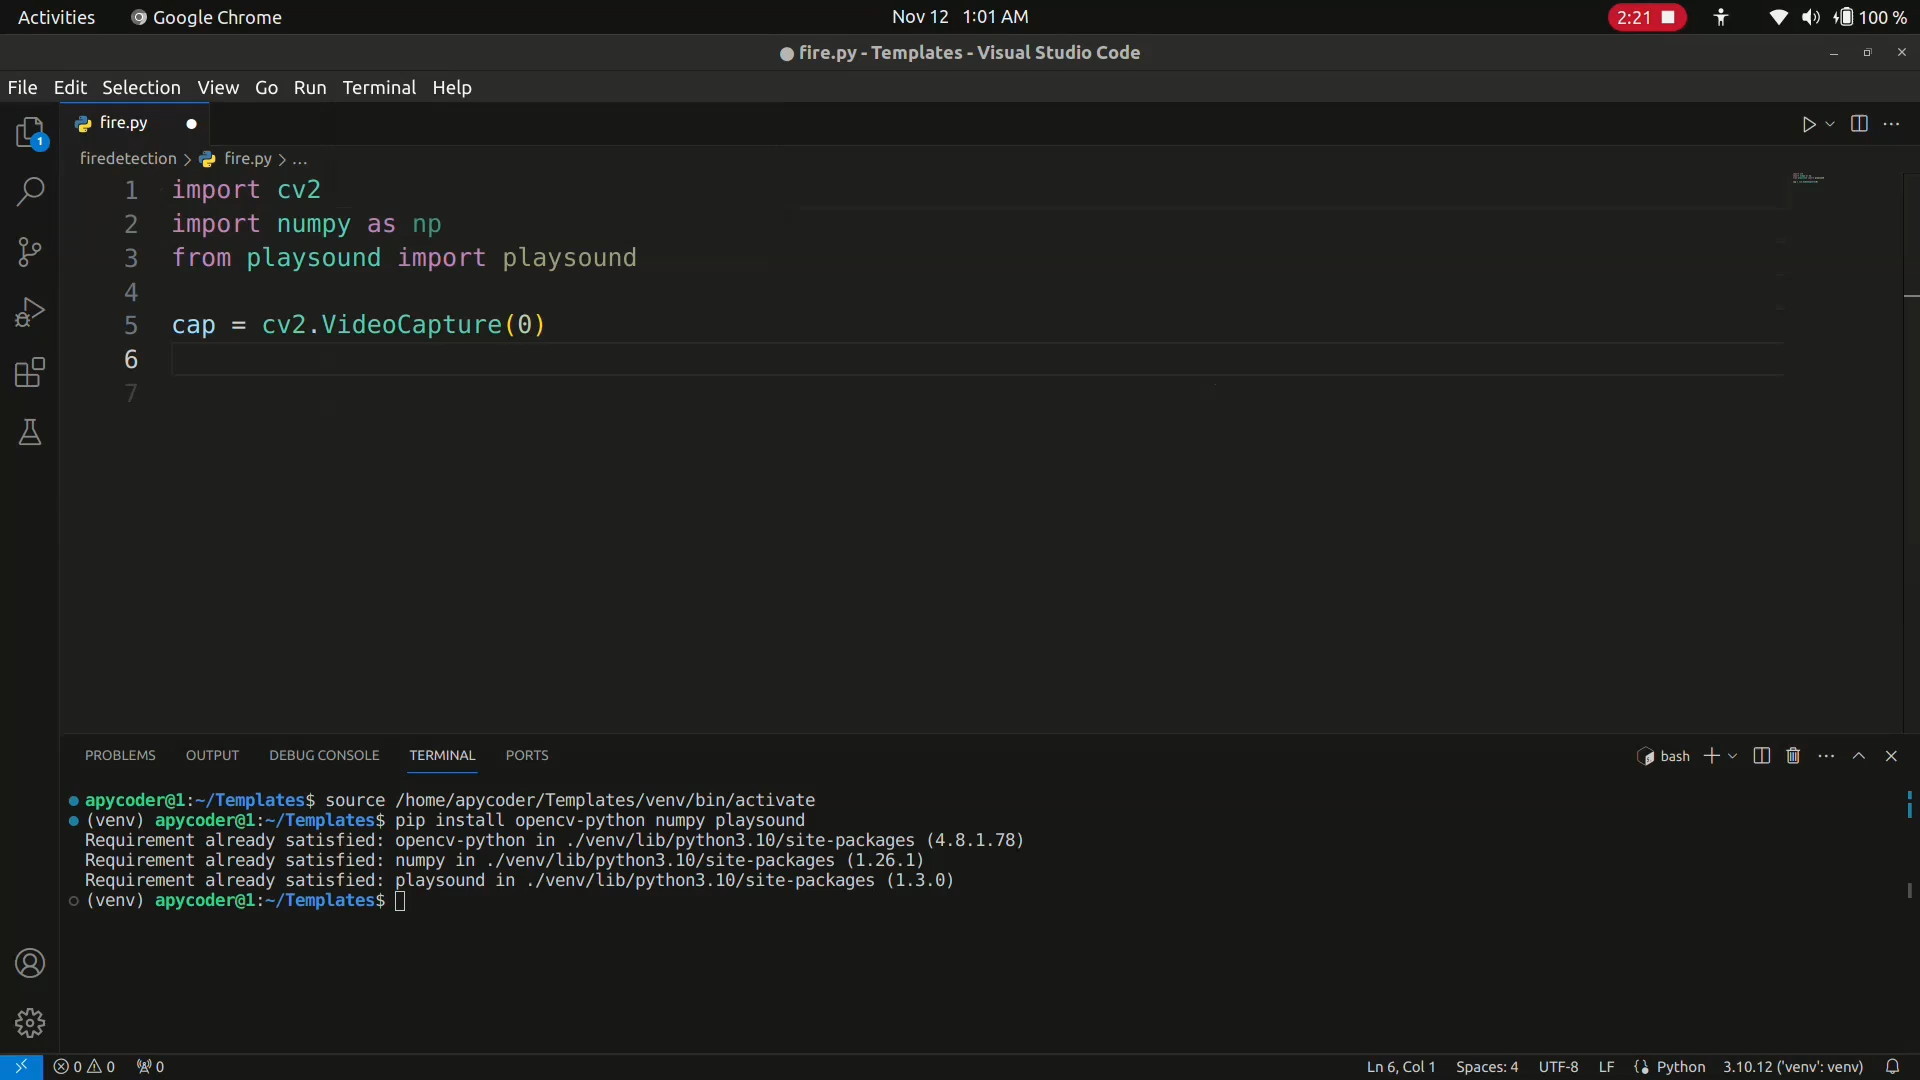 Activities Google Chrome Nov 12 1:01 AM 2:21 100 %
● fire.py - Templates - Visual Studio Code
File Edit Selection View Go Run Terminal Help
fire.py
1
firedetection > fire.py > ...
1 import cv2
2 import numpy as np
3 from playsound import playsound
4
5 cap = cv2.VideoCapture(0)
6
7
PROBLEMS OUTPUT DEBUG CONSOLE TERMINAL PORTS bash
apycoder@1:~/Templates$ source /home/apycoder/Templates/venv/bin/activate
(venv) apycoder@1:~/Templates$ pip install opencv-python numpy playsound
Requirement already satisfied: opencv-python in ./venv/lib/python3.10/site-packages (4.8.1.78)
Requirement already satisfied: numpy in ./venv/lib/python3.10/site-packages (1.26.1)
Requirement already satisfied: playsound in ./venv/lib/python3.10/site-packages (1.3.0)
(venv) apycoder@1:~/Templates$
0 0 0 Ln 6, Col 1 Spaces: 4 UTF-8 LF Python 3.10.12 ('venv': venv)